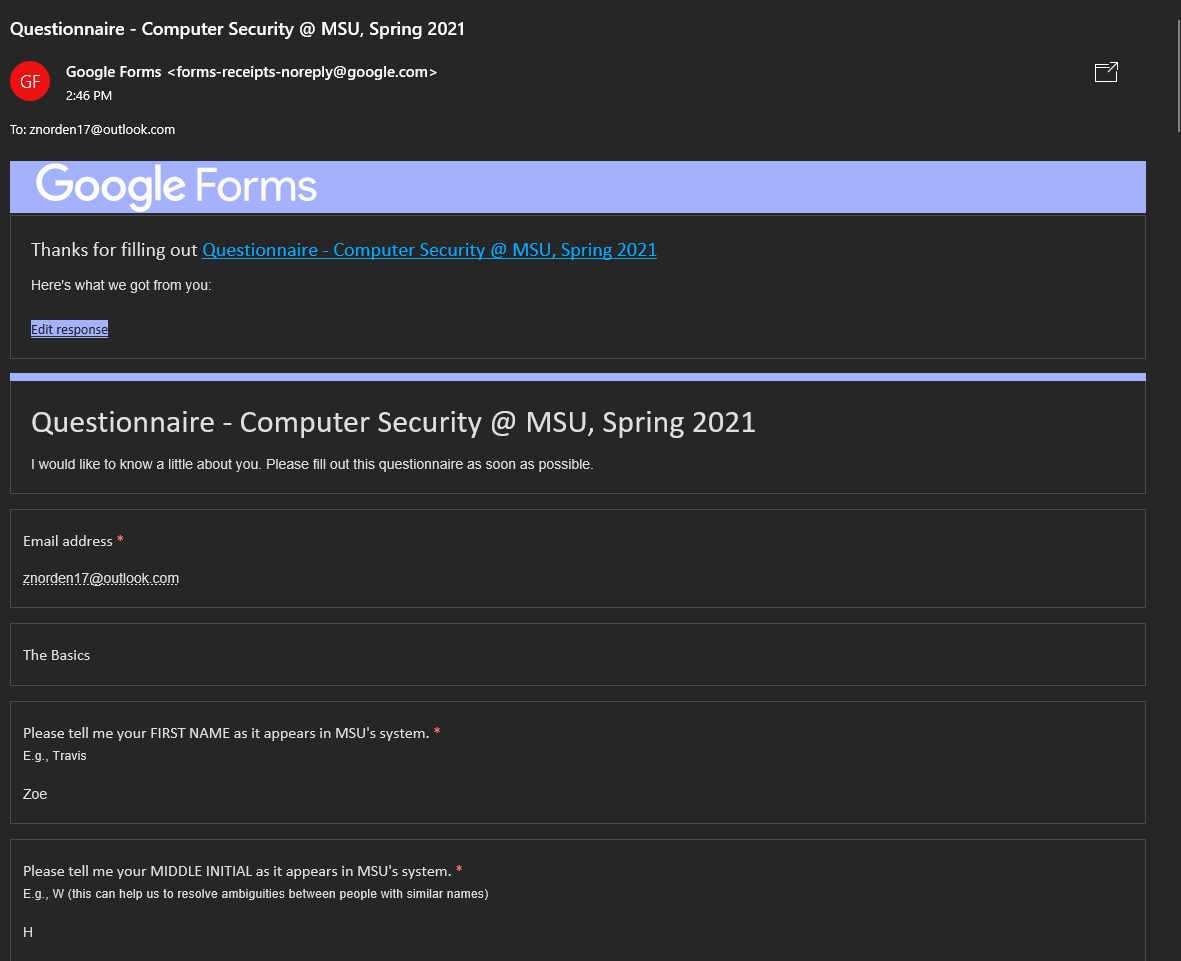 Questionnaire - Computer Security @ MSU, Spring 2021
GF
Google Forms <forms-receipts-noreply@google.com>
2:46 PM
To: znorden17@outlook.com
Google Forms
Thanks for filling out Questionnaire - Computer Security @ MSU, Spring 2021
Here's what we got from you:
Edit response
Questionnaire - Computer Security @ MSU, Spring 2021
I would like to know a little about you. Please fill out this questionnaire as soon as possible.
Email address *
znorden17@outlook.com
The Basics
Please tell me your FIRST NAME as it appears in MSU's system. *
E.g., Travis
Zoe
Please tell me your MIDDLE INITIAL as it appears in MSU's system. *
E.g., W (this can help us to resolve ambiguities between people with similar names)
H